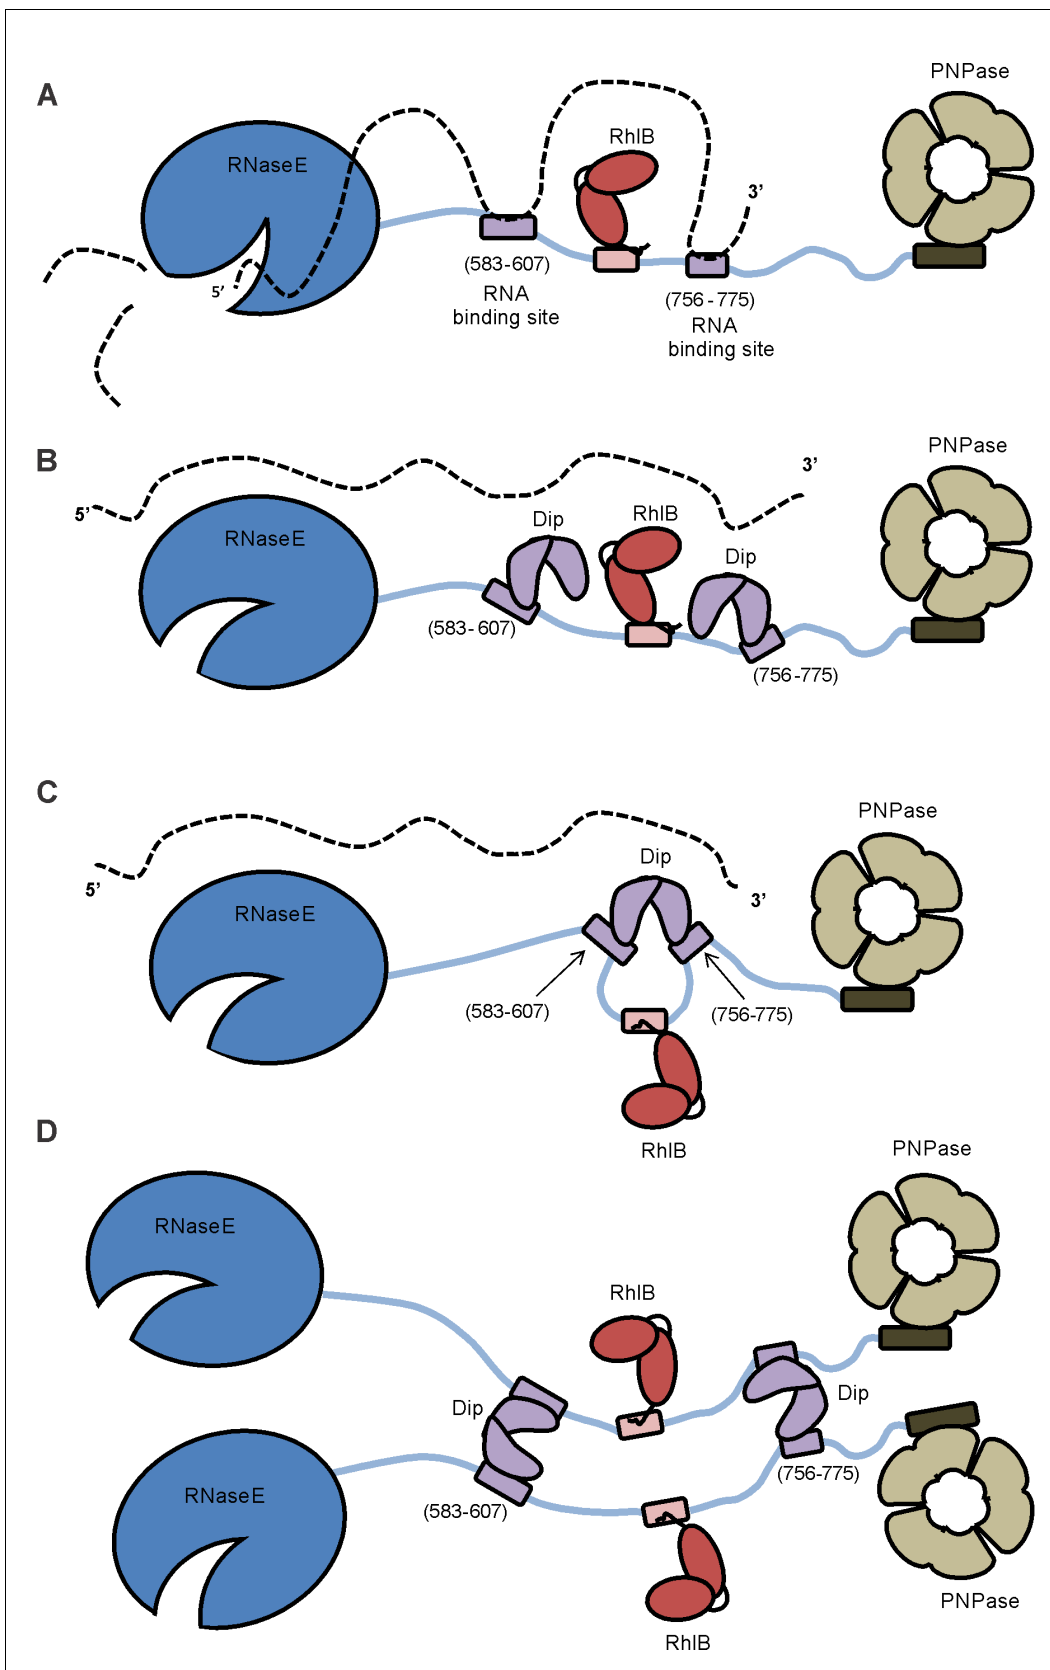 A
PNPase
RNaseE
RhlB
3'
5'
(583-607)
RNA
binding site
(756-775)
RNA
binding site
B
PNPase
3'
5'
RNaseE
Dip
RhlB
Dip
(583-607)
(756-775)
C
PNPase
Dip
5'
3'
RNaseE
(583-607)
(756-775)
RhlB
D
PNPase
RNaseE
RhlB
Dip
Dip
(756-775)
RNaseE
(583-607)
PNPase
RhlB